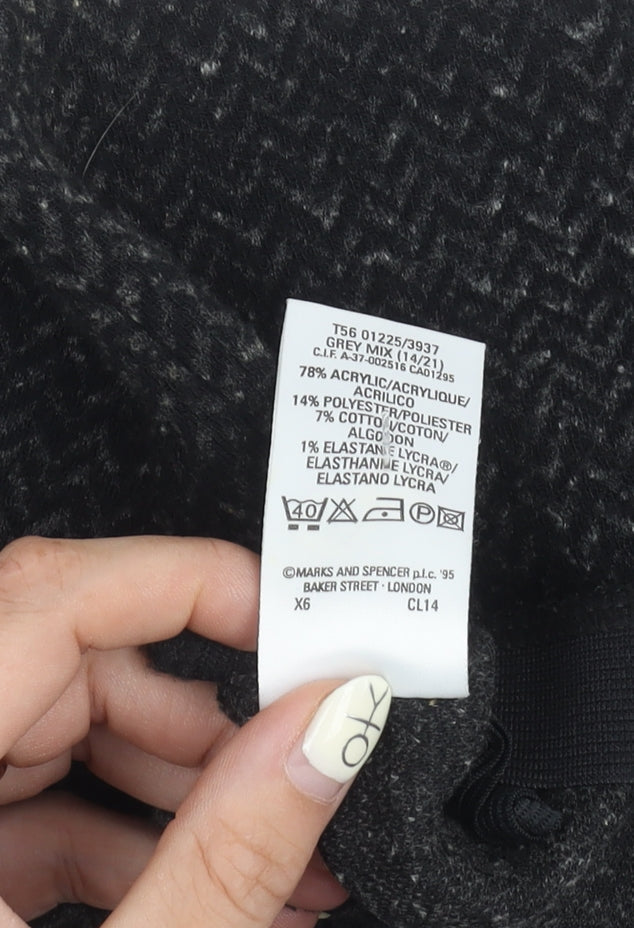 T56 01225/3937
GREY MIX (14/21)
C.I.F. A-37-002516 CA01295
78% ACRYLIC/ACRYLIQUE/
ACRILICO
14% POLYESTER/POLIESTER
7% COTTON/COTON/
ALGODON
1% ELASTANE LYCRA®/
ELASTHANNE LYCRA/
ELASTANO LYCRA
40 P
©MARKS AND SPENCER p.l.c. '95
BAKER STREET · LONDON
X6 CL14
OK